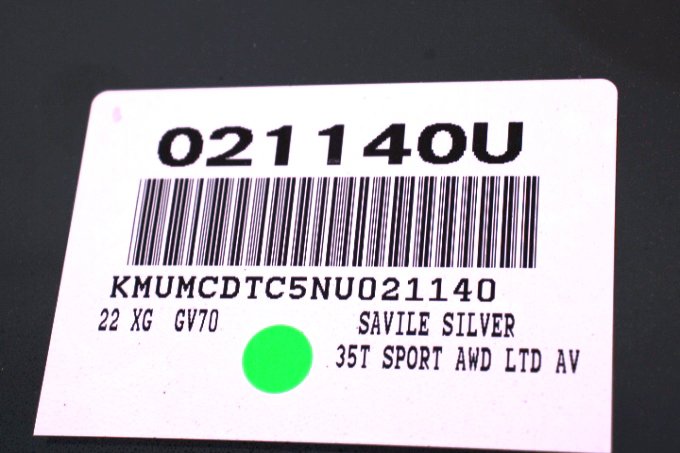 021140U
KMUMCDTC5NU021140
22 XG GV70
SAVILE SILVER
35T SPORT AWD LTD AV